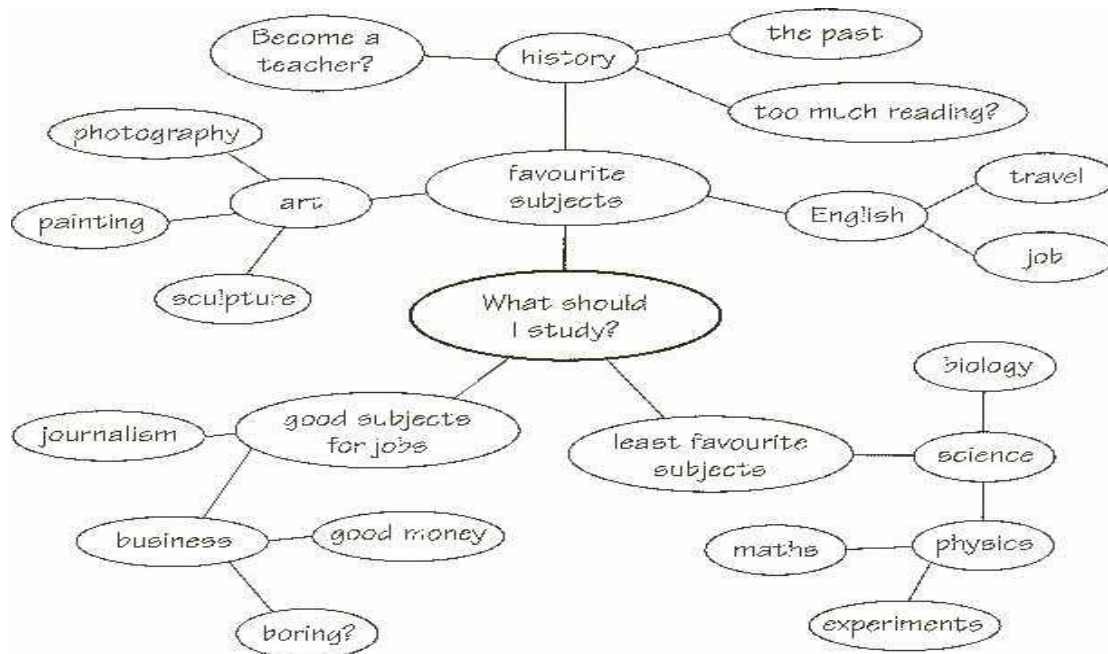 Become a
teacher?
history
the past
too much reading?
photography
art
painting
sculpture
favourite
subjects
English
travel
job
What should
I study?
good subjects
for jobs
journalism
business
good money
boring?
least favourite
subjects
biology
science
physics
maths
experiments